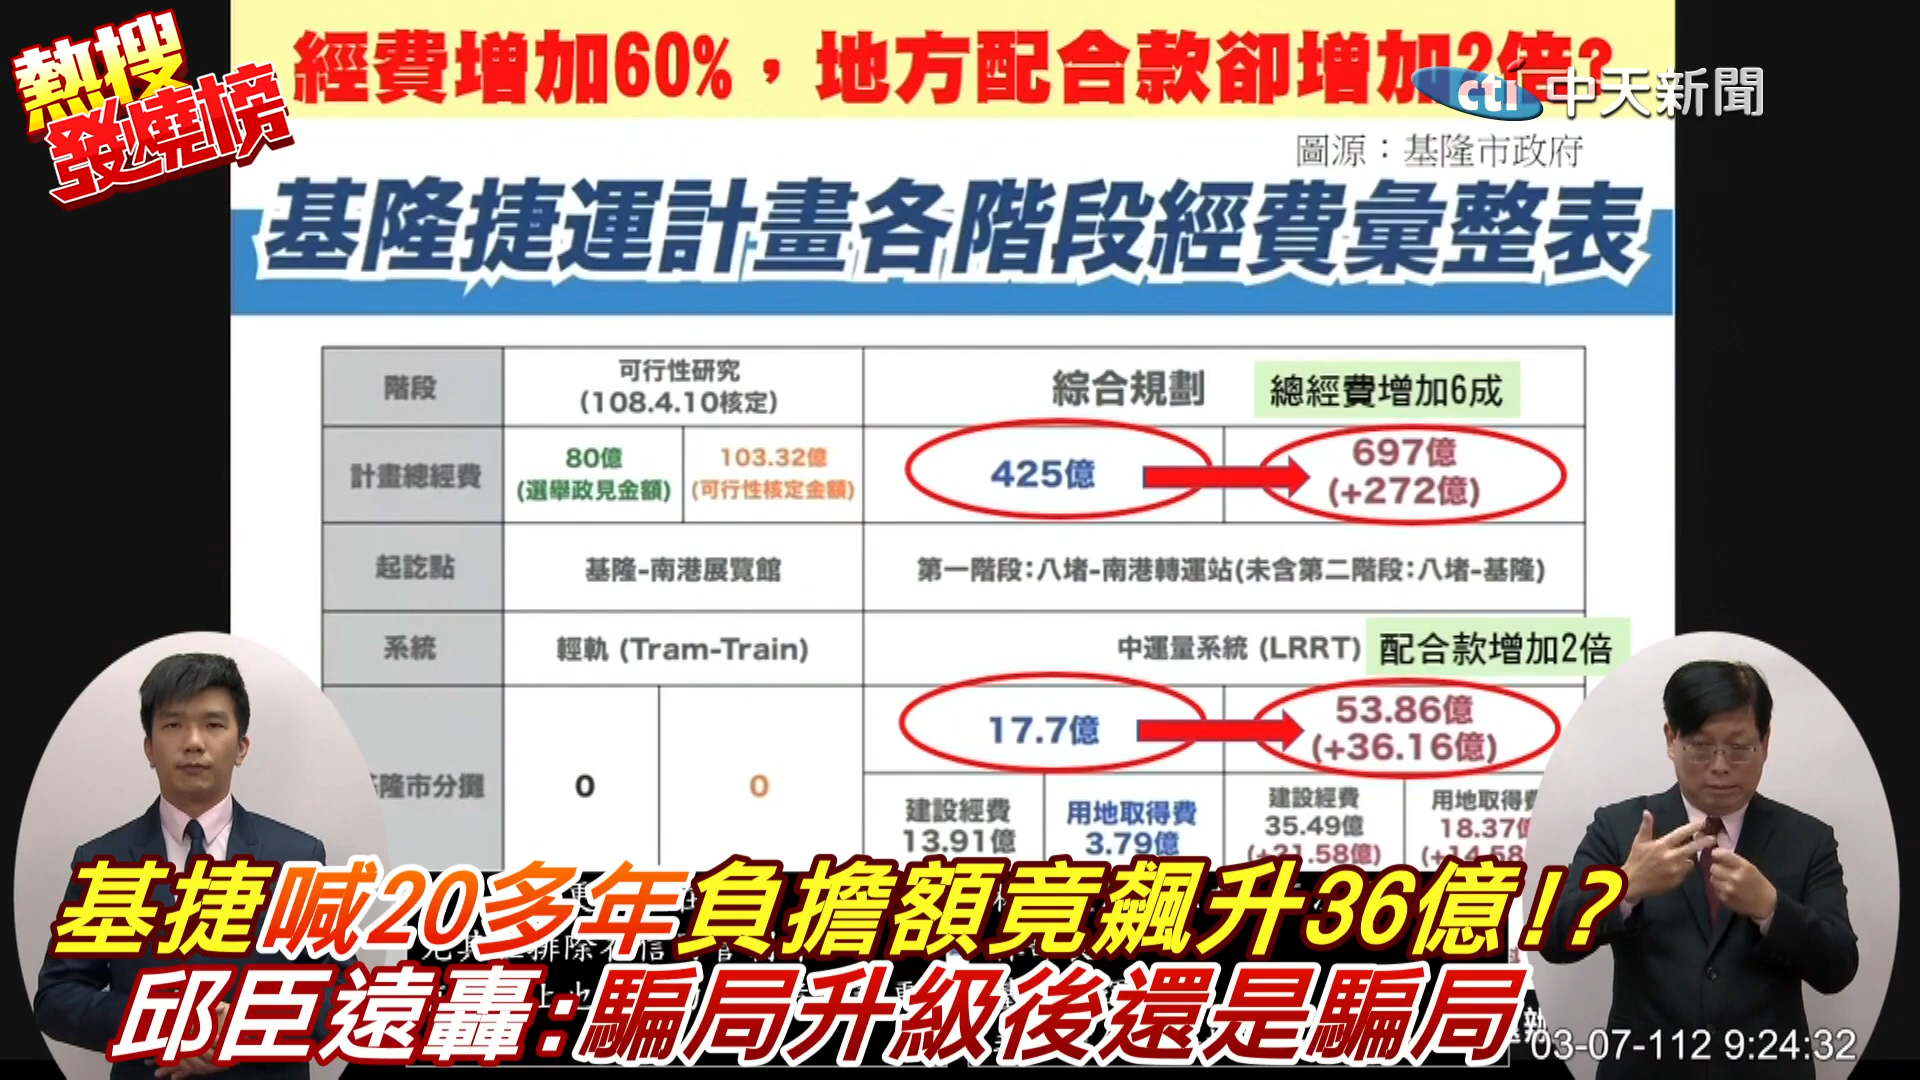 熱搜
發燒榜
經費增加60%，地方配合款卻增加2倍？
cti 中天新聞
圖源：基隆市政府
基隆捷運計畫各階段經費彙整表
階段
可行性研究
(108.4.10核定)
綜合規劃
總經費增加6成
計畫總經費
80億
(選舉政見金額)
103.32億
(可行性核定金額)
425億
697億
(+272億)
起訖點
基隆-南港展覽館
第一階段：八堵-南港轉運站(未含第二階段：八堵-基隆)
系統
輕軌 (Tram-Train)
中運量系統 (LRRT)
配合款增加2倍
隆市分攤
0
0
17.7億
53.86億
(+36.16億)
建設經費
13.91億
用地取得費
3.79億
建設經費
35.49億
(+21.58億)
用地取得費
18.37億
(+14.58
基捷喊20多年負擔額竟飆升36億!?
邱臣遠轟:騙局升級後還是騙局
03-07-112 9:24:32